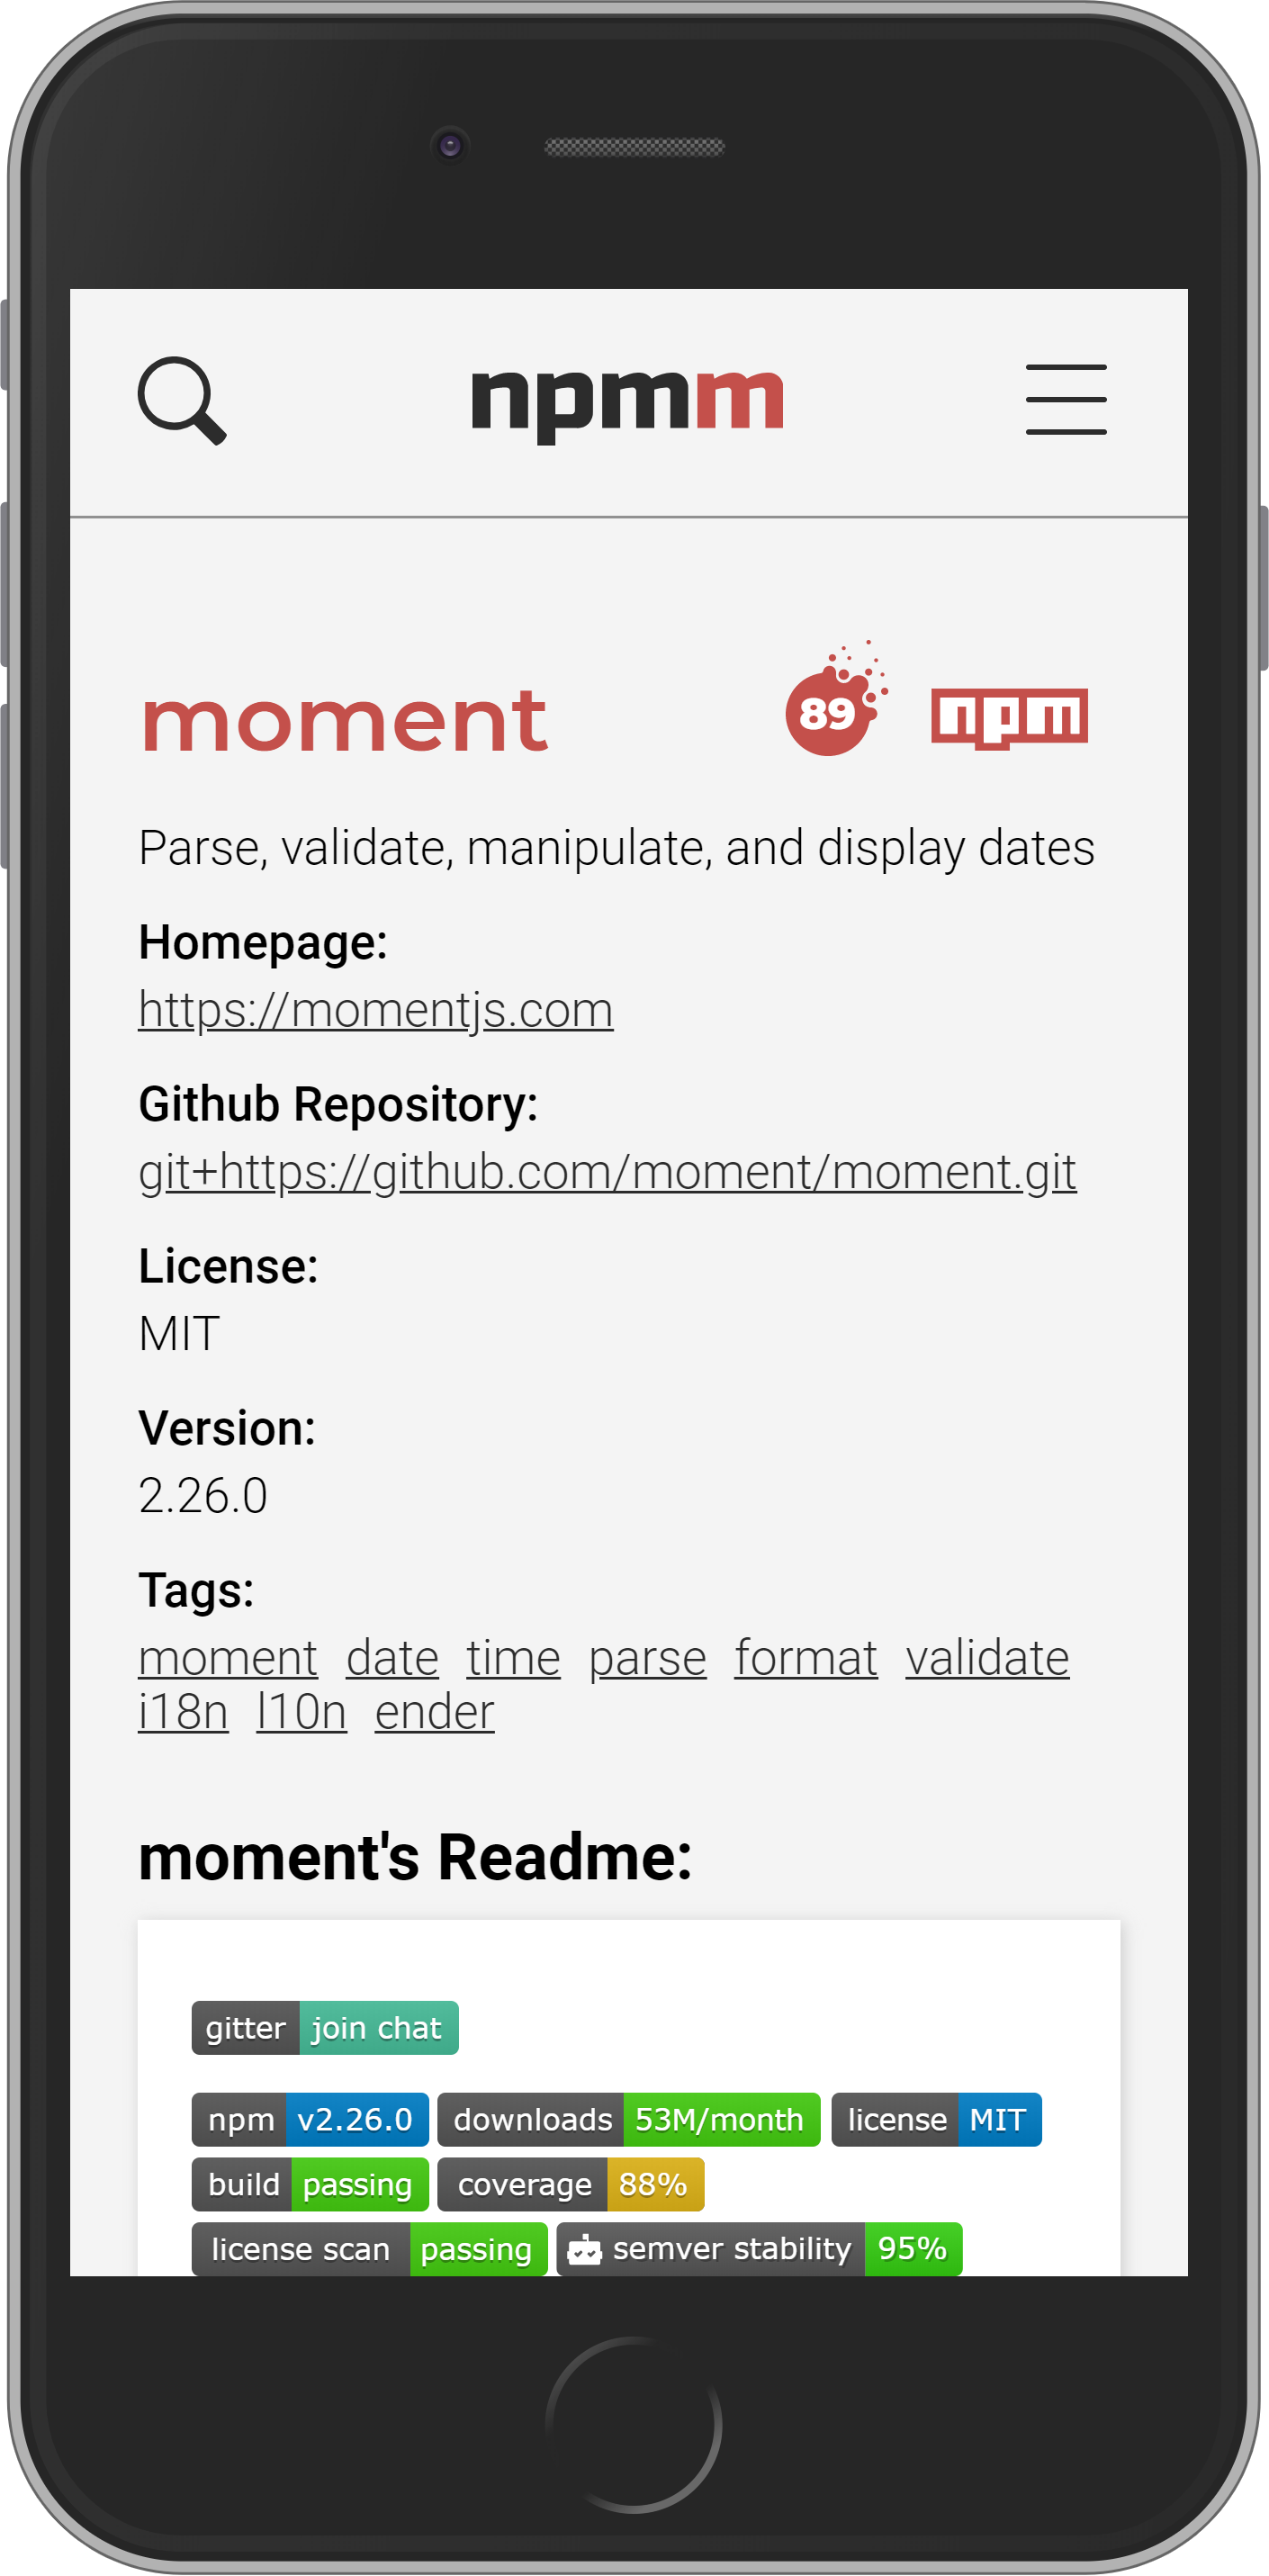 npmm
moment 89 npm
Parse, validate, manipulate, and display dates
Homepage:
https://momentjs.com
Github Repository:
git+https://github.com/moment/moment.git
License:
MIT
Version:
2.26.0
Tags:
moment date time parse format validate
i18n l10n ender
moment's Readme:
gitter join chat
npm v2.26.0 downloads 53M/month license MIT
build passing coverage 88%
license scan passing semver stability 95%